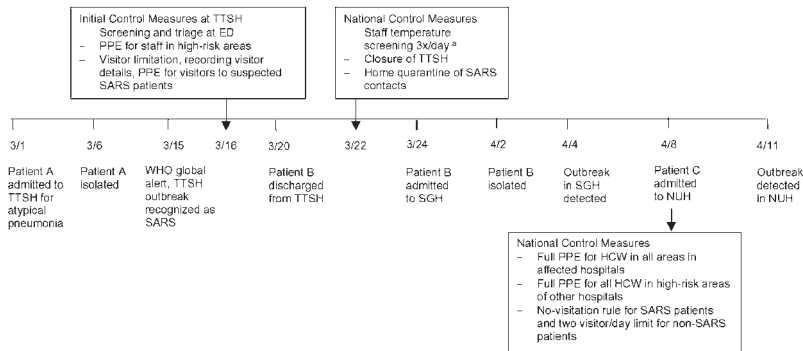 Initial Control Measures at TTSH
Screening and triage at ED
– PPE for staff in high-risk areas
– Visitor limitation, recording visitor
details, PPE for visitors to suspected
SARS patients
National Control Measures
Staff temperature
screening 3x/day a
– Closure of TTSH
– Home quarantine of SARS
contacts
3/1
3/6
3/15
3/16
3/20
3/22
3/24
4/2
4/4
4/8
4/11
Patient A
admitted to
TTSH for
atypical
pneumonia
Patient A
isolated
WHO global
alert, TTSH
outbreak
recognized as
SARS
Patient B
discharged
from TTSH
Patient B
admitted
to SGH
Patient B
isolated
Outbreak
in SGH
detected
Patient C
admitted
to NUH
Outbreak
detected
in NUH
National Control Measures
– Full PPE for HCW in all areas in
affected hospitals
– Full PPE for all HCW in high-risk areas
of other hospitals
– No-visitation rule for SARS patients
and two visitor/day limit for non-SARS
patients